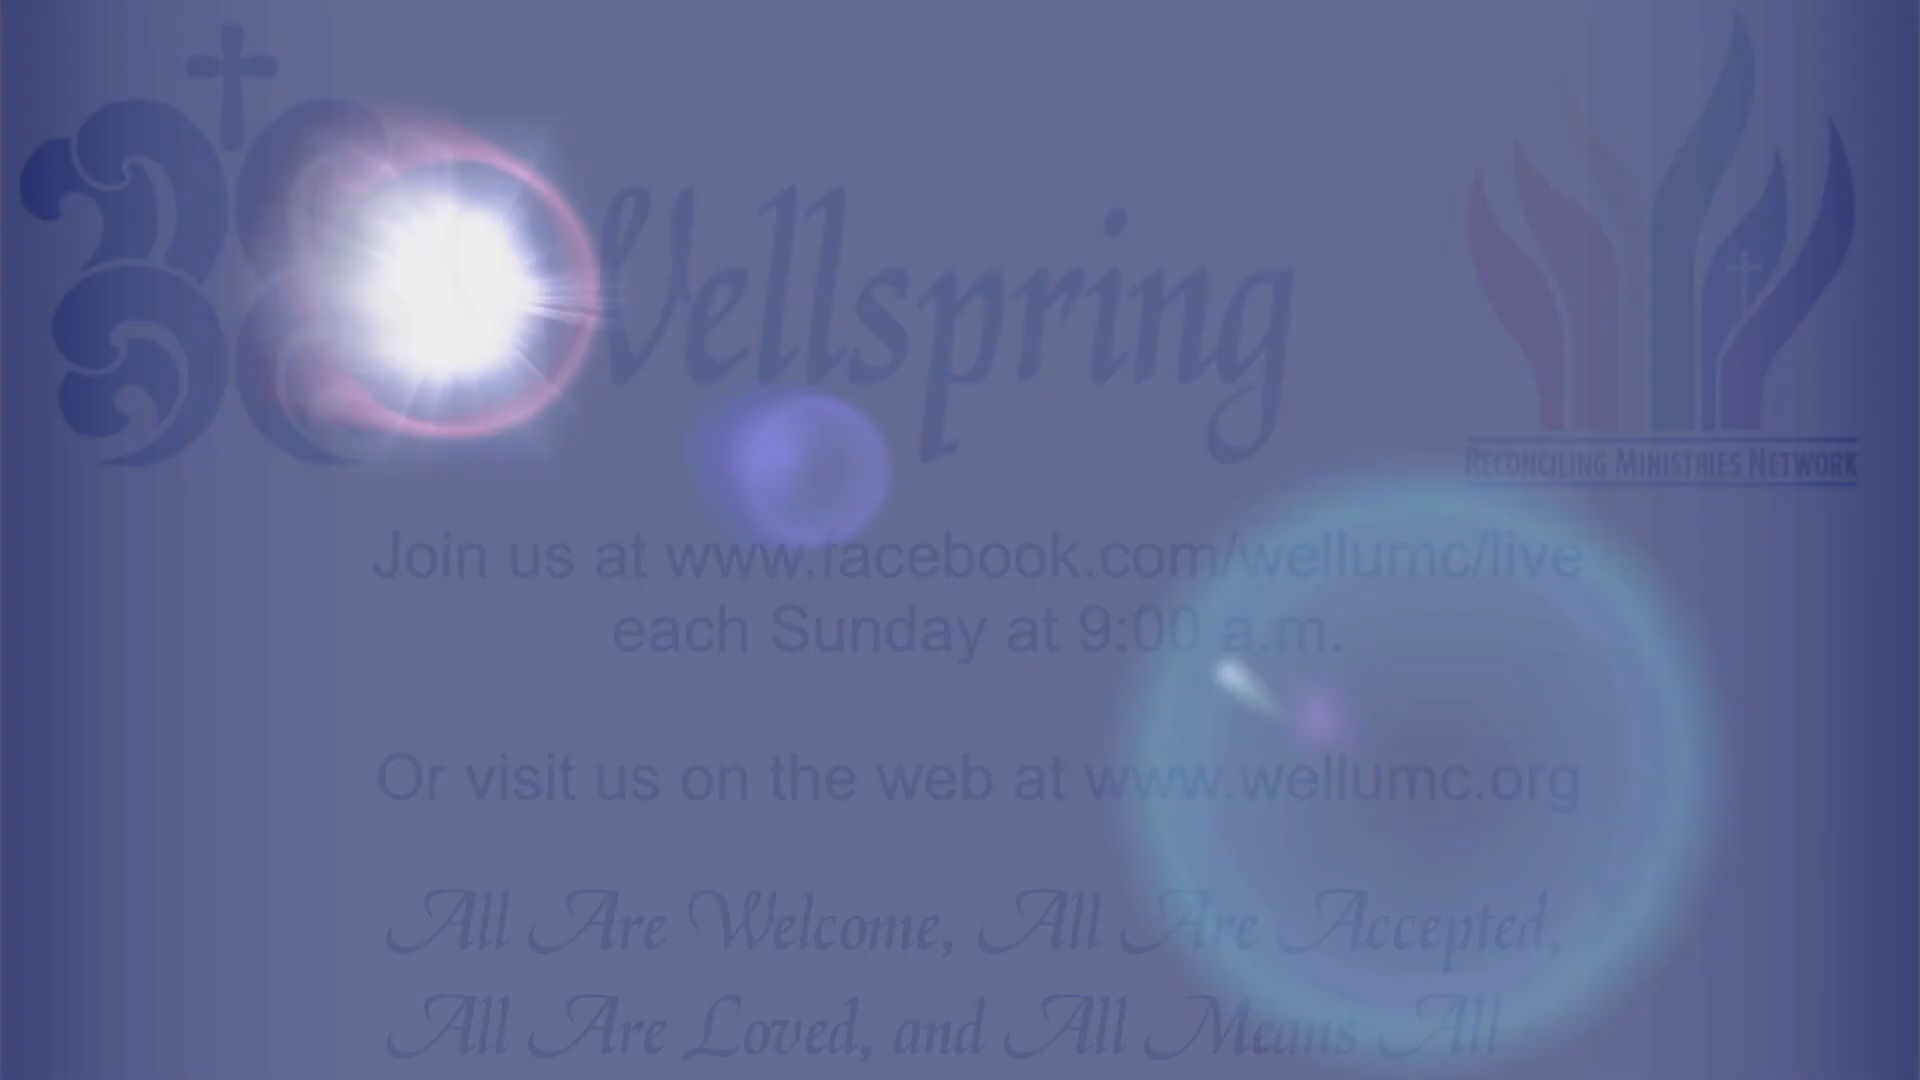 Wellspring
RECONCILING MINISTRIES NETWORK
Join us at www.facebook.com/wellumc/live
each Sunday at 9:00 a.m.
Or visit us on the web at www.wellumc.org
All Are Welcome, All Are Accepted,
All Are Loved, and All Means All